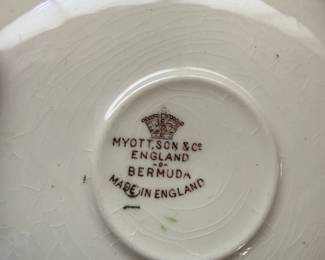 MYOTT, SON & Co
ENGLAND
-o-
BERMUDA
MADE IN ENGLAND